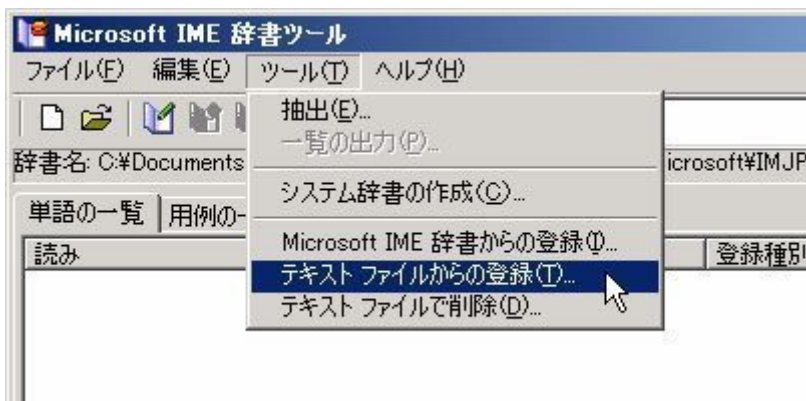 Microsoft IME 辞書ツール
ファイル(F) 編集(E) ツール(T) ヘルプ(H)
抽出(E)...
一覧の出力(P)...
辞書名: C:¥Documents icrosoft¥IMJP
システム辞書の作成(C)...
単語の一覧 用例の一
Microsoft IME 辞書からの登録(I)...
読み 登録種別
テキスト ファイルからの登録(T)...
テキスト ファイルで削除(D)...